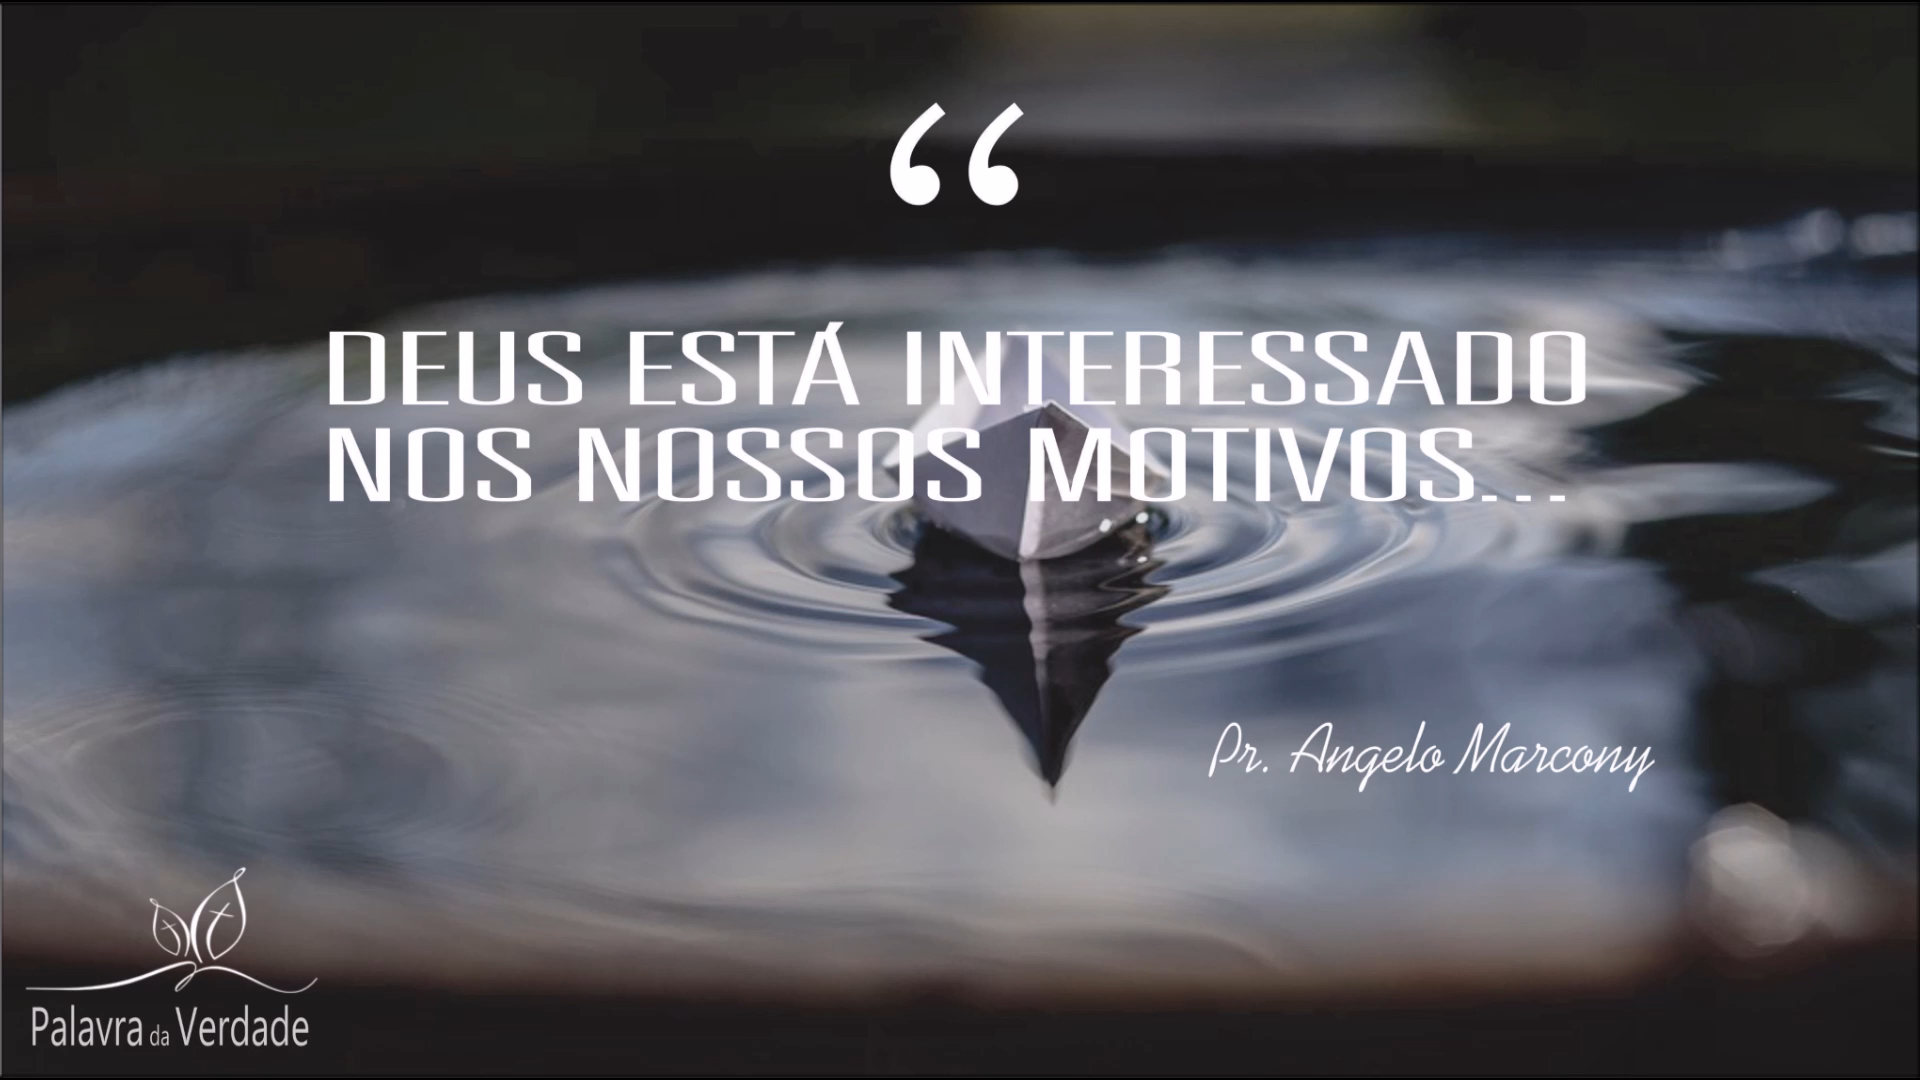 “
DEUS ESTÁ INTERESSADO
NOS NOSSOS MOTIVOS...
Pr. Angelo Marcony
Palavra da Verdade